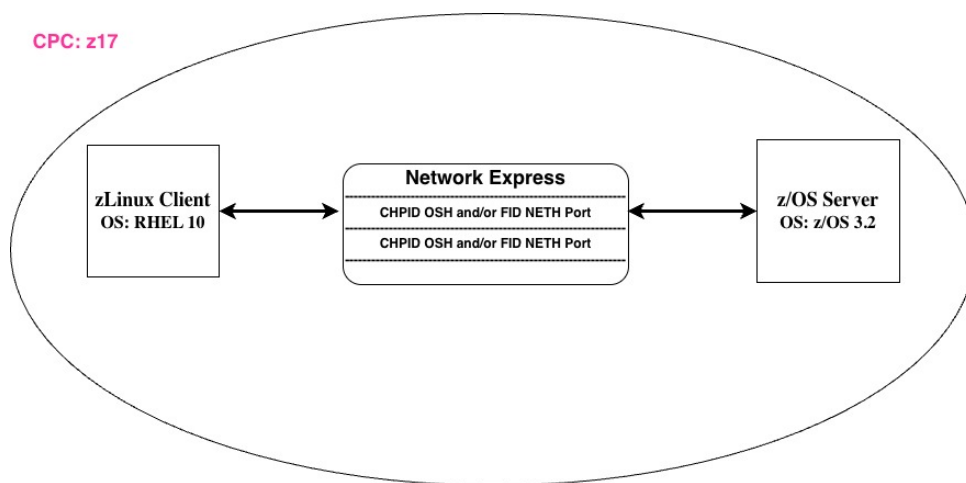 CPC: z17
zLinux Client
OS: RHEL 10
Network Express
CHPID OSH and/or FID NETH Port
CHPID OSH and/or FID NETH Port
z/OS Server
OS: z/OS 3.2